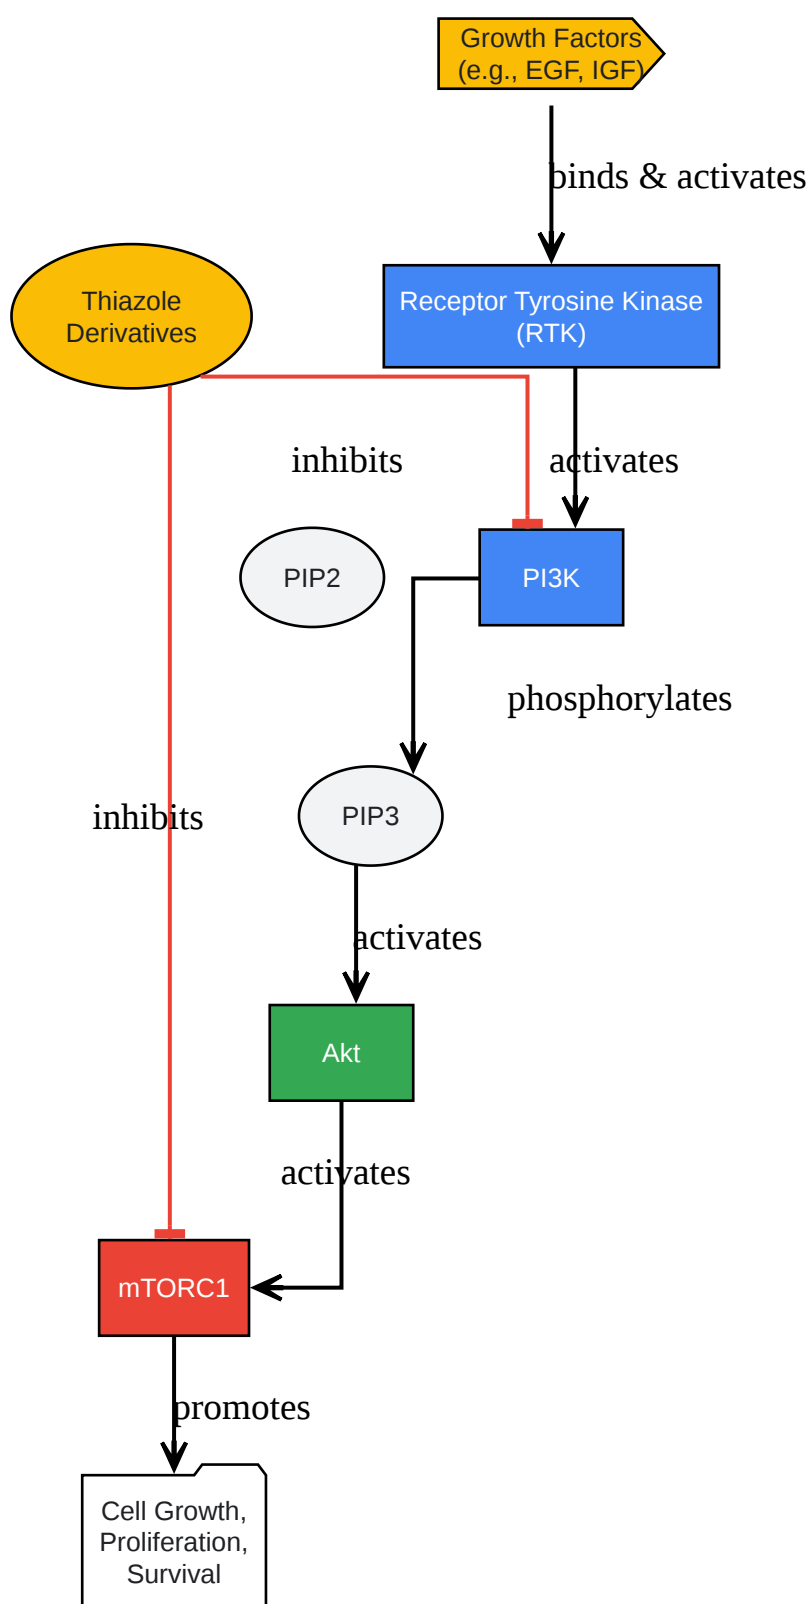 Growth Factors
(e.g., EGF, IGF)
binds & activates
Thiazole
Derivatives
Receptor Tyrosine Kinase
(RTK)
inhibits
activates
PIP2
PI3K
phosphorylates
inhibits
PIP3
activates
Akt
activates
mTORC1
promotes
Cell Growth,
Proliferation,
Survival